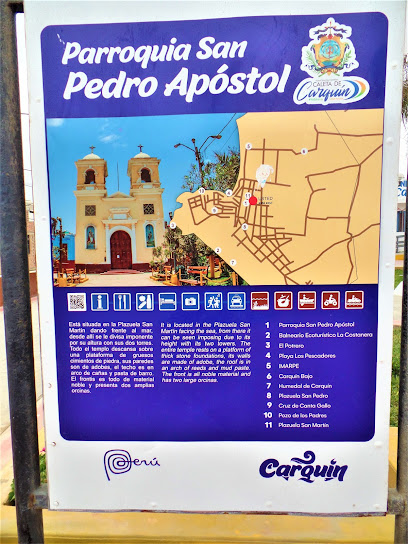 Parroquia San
Pedro Apóstol
CALETA DE
Carquín
Está situada en la Plazuela San
Martín dando frente al mar,
desde allí se le divisa imponente
por su altura con sus dos torres.
Todo el templo descansa sobre
una plataforma de gruesos
cimientos de piedra, sus paredes
son de adobes, el techo es en
arco de cañas y pasta de barro.
El frontis es todo de material
noble y presenta dos amplias
orcinas.
It is located in the Plazuela San
Martín facing the sea, from there it
can be seen imposing due to its
height with its two towers. The
entire temple rests on a platform of
thick stone foundations, its walls
are made of adobe, the roof is in
an arch of reeds and mud paste.
The front is all noble material and
has two large orcinas.
1 Parroquia San Pedro Apóstol
2 Balneario Ecoturístico La Costanera
3 El Potrero
4 Playa Los Pescadores
5 IMARPE
6 Carquín Bajo
7 Humedal de Carquín
8 Plazuela San Pedro
9 Cruz de Canta Gallo
10 Pozo de los Padres
11 Plazuela San Martín
Perú
Carquín